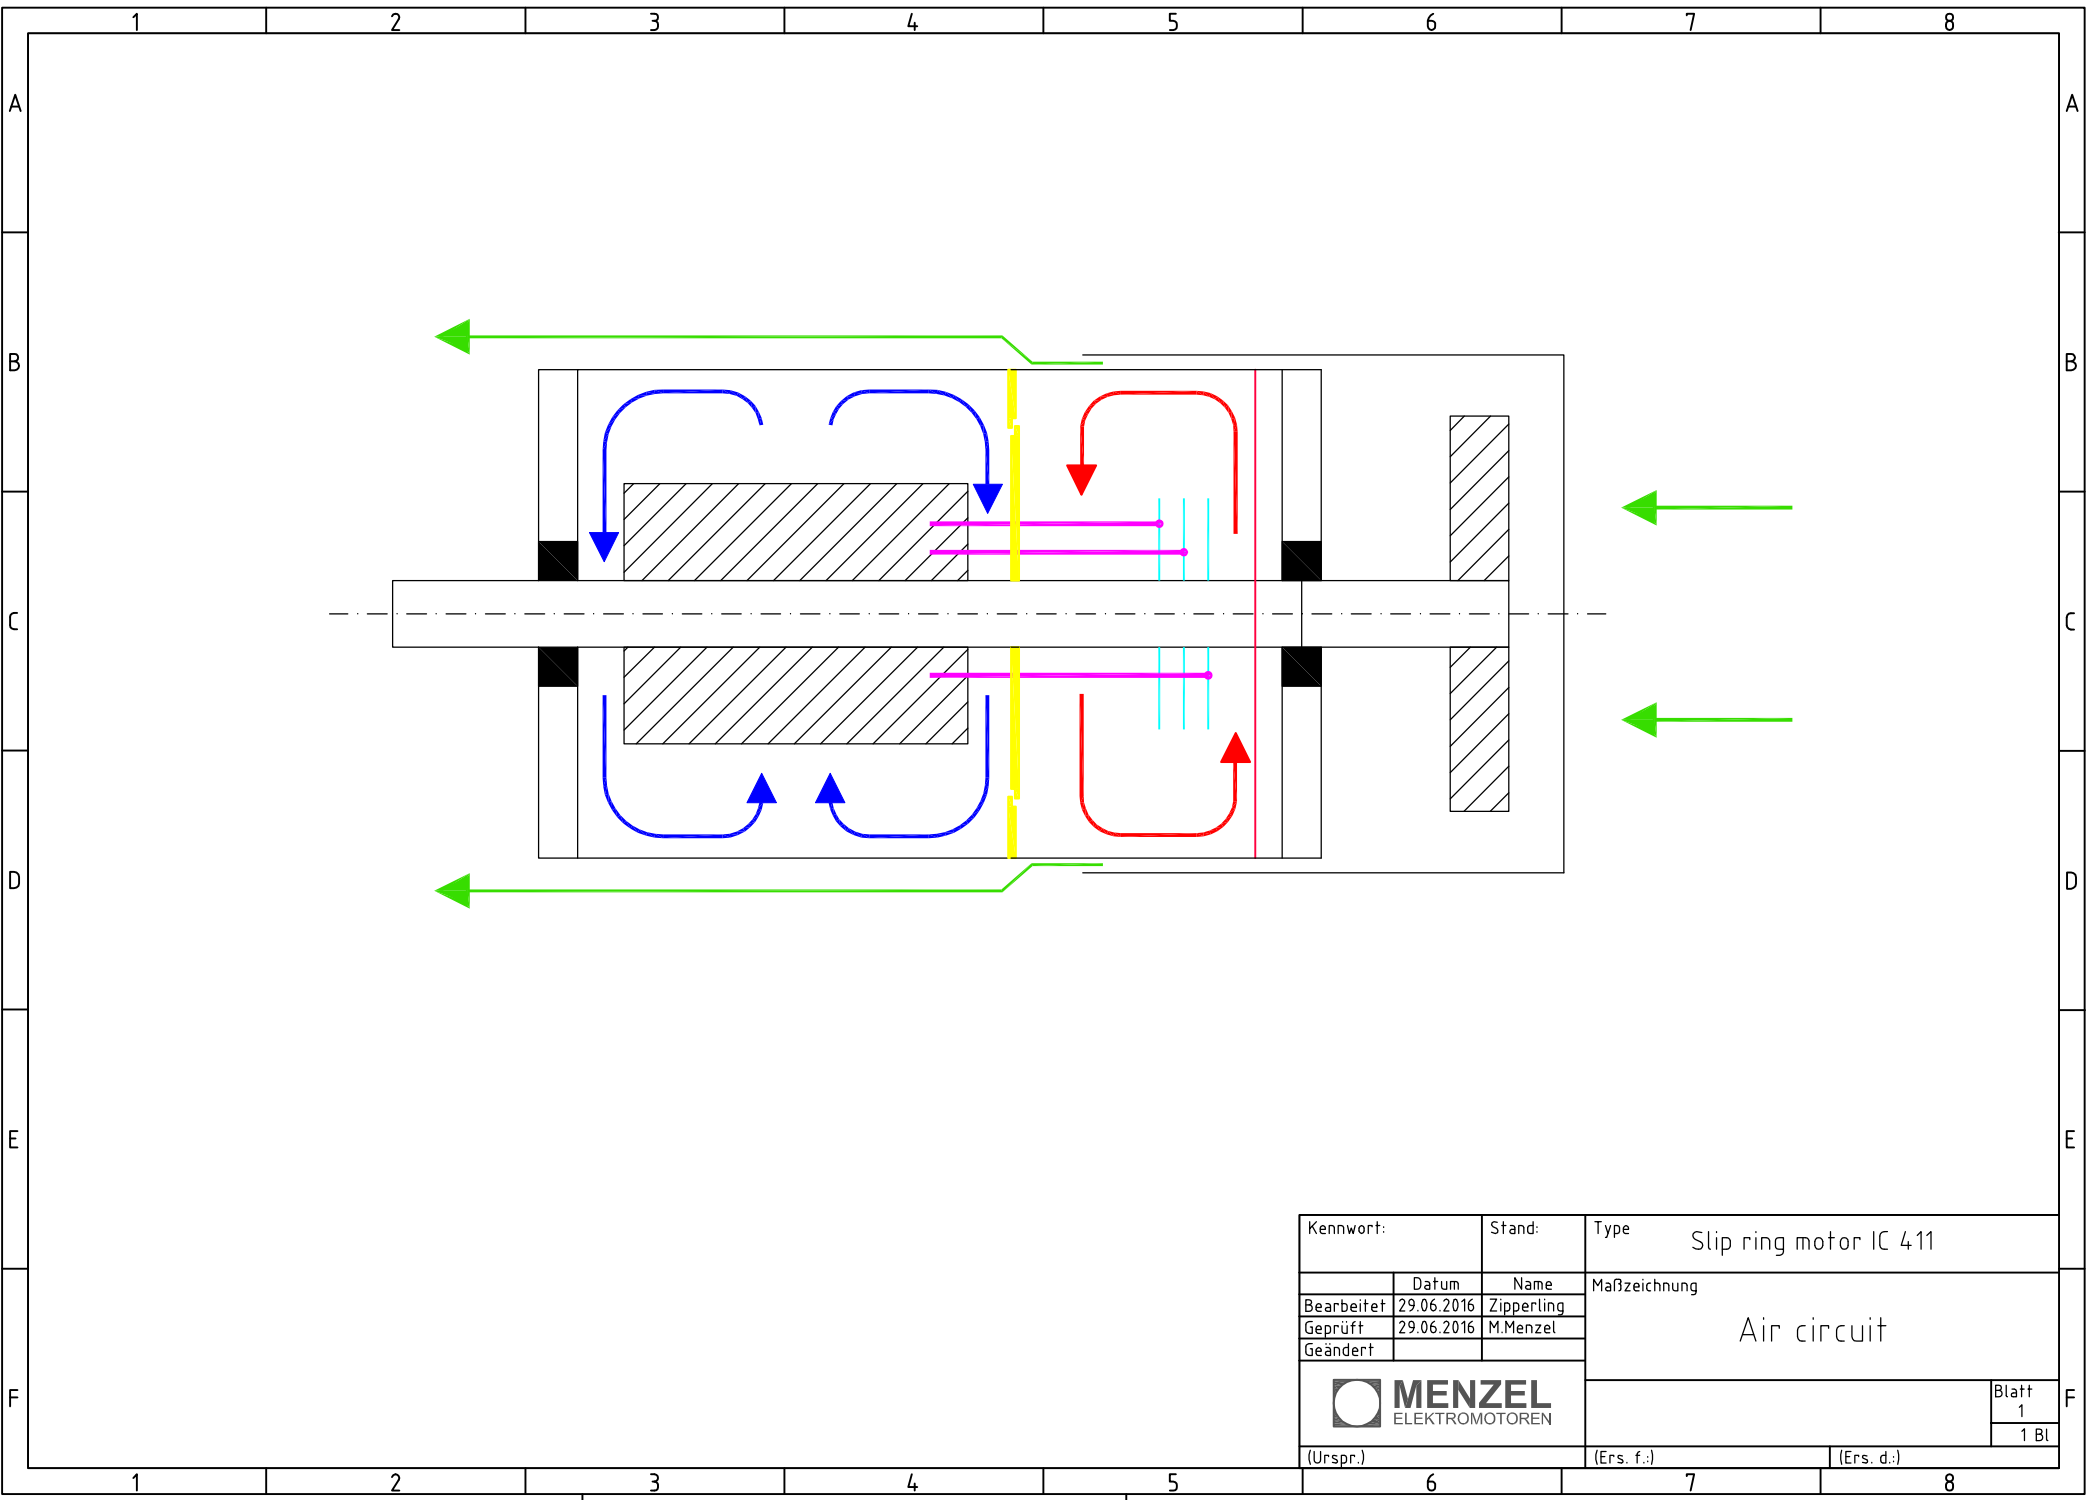 1 2 3 4 5 6 7 8
A A
B B
C C
D D
E E
F F
Kennwort: Stand: Type Slip ring motor IC 411
Datum Name Maßzeichnung
Bearbeitet 29.06.2016 Zipperling
Geprüft 29.06.2016 M.Menzel Air circuit
Geändert
MENZEL
ELEKTROMOTOREN
Blatt
1
1 Bl
(Urspr.) (Ers. f.:) (Ers. d.:)
1 2 3 4 5 6 7 8